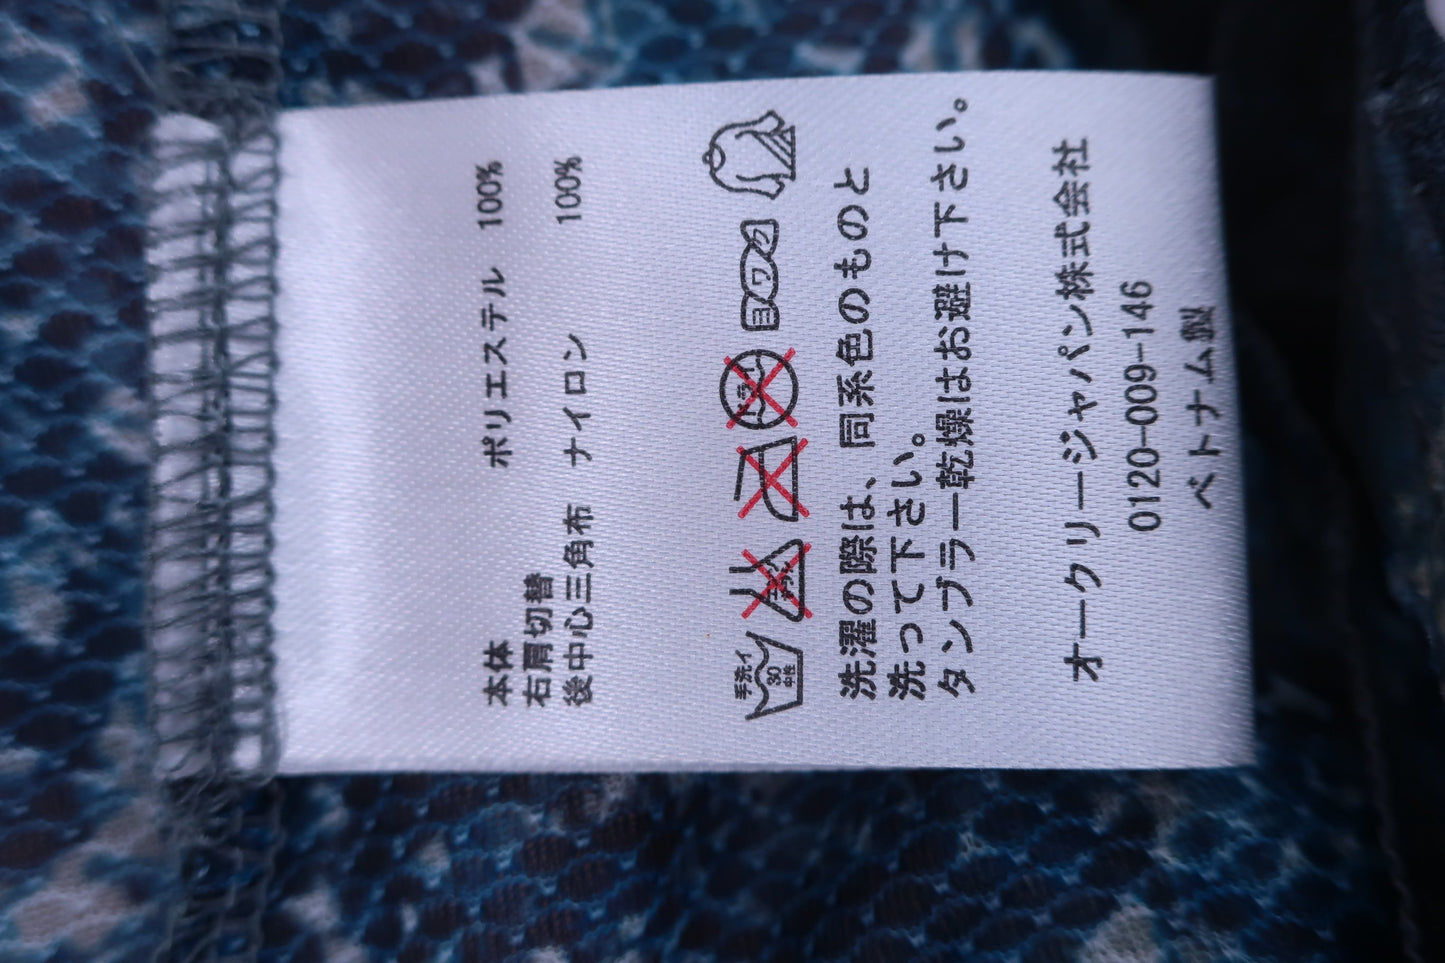 本体 ポリエステル 100%
右肩切替
後中心三角布 ナイロン 100%
手洗イ
30
中性
エンソサラシ
ドライ
ヨワク
洗濯の際は、同系色のものと
洗って下さい。
タンブラー乾燥はお避け下さい。
オークリージャパン株式会社
0120-009-146
ベトナム製